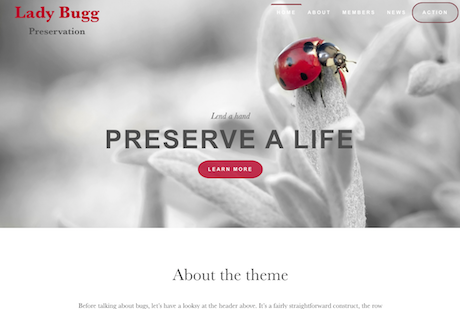 Lady Bugg
Preservation
HOME ABOUT MEMBERS NEWS ACTION
Lend a hand
PRESERVE A LIFE
LEARN MORE
About the theme
Before talking about bugs, let's have a looksy at the header above. It's a fairly straightforward construct, the row